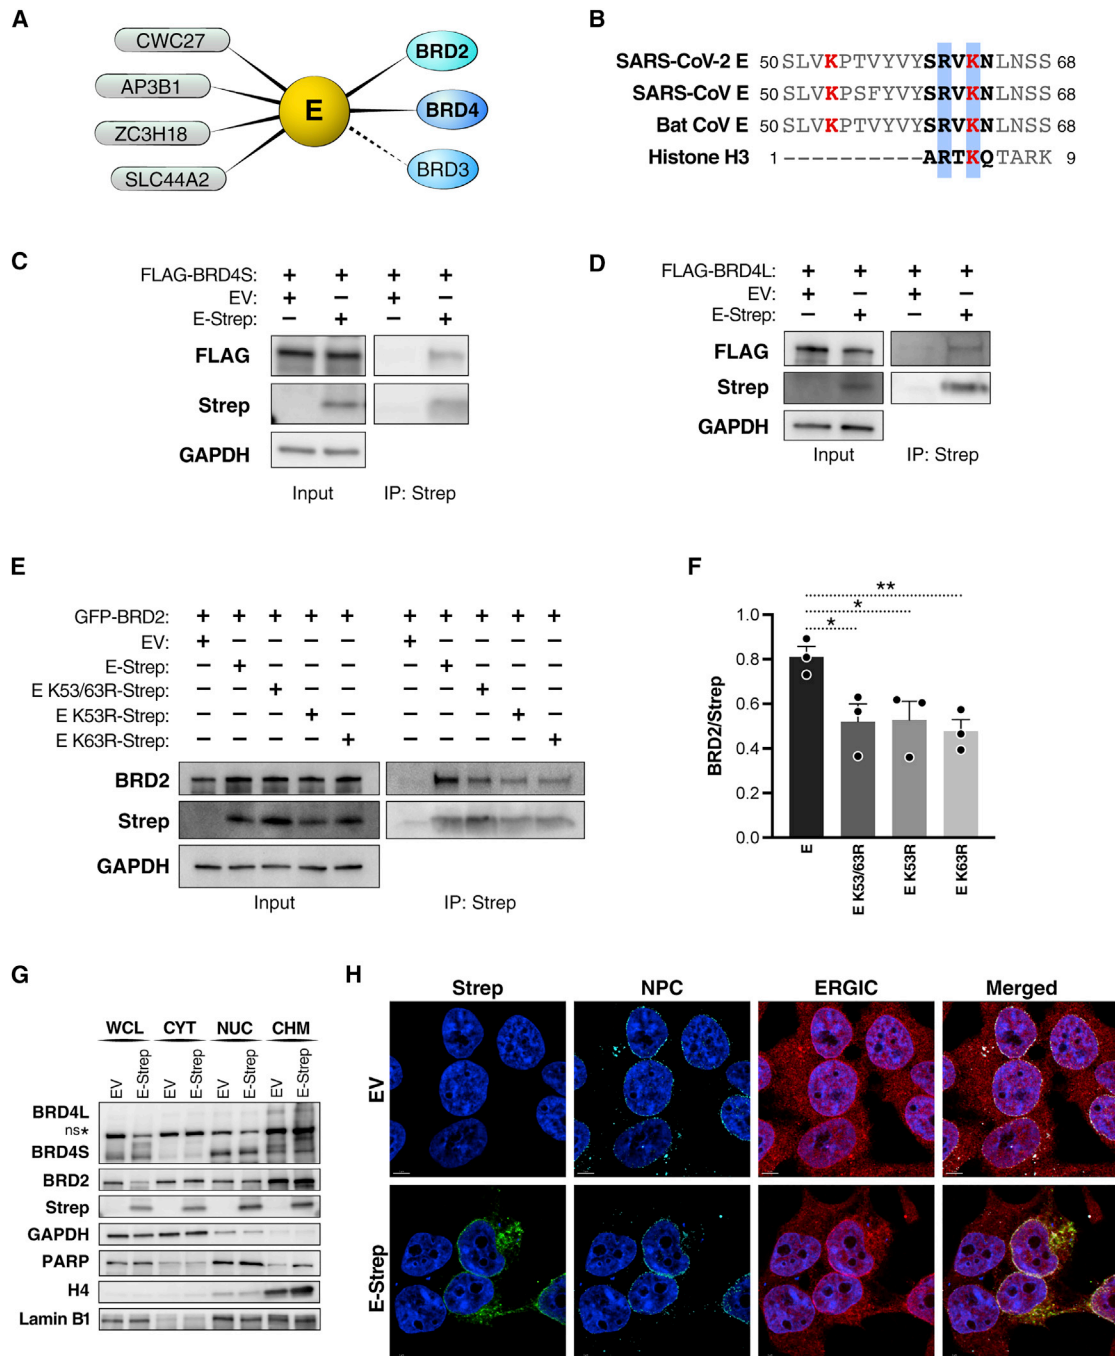 A
CWC27
AP3B1
ZC3H18
SLC44A2
E
BRD2
BRD4
BRD3
B
SARS-CoV-2 E 50 SLVKPTVYVYSRVKNLNSS 68
SARS-CoV E 50 SLVKPSFYVYSRVKNLNSS 68
Bat CoV E 50 SLVKPTVYVYSRVKNLNSS 68
Histone H3 1 ----------ARTKQTARK 9
C
FLAG-BRD4S: + + + +
EV: + − + −
E-Strep: − + − +
FLAG
Strep
GAPDH
Input IP: Strep
D
FLAG-BRD4L: + + + +
EV: + − + −
E-Strep: − + − +
FLAG
Strep
GAPDH
Input IP: Strep
E
GFP-BRD2: + + + + + + + + + +
EV: + − − − − + − − − −
E-Strep: − + − − − − + − − −
E K53/63R-Strep: − − + − − − − + − −
E K53R-Strep: − − − + − − − − + −
E K63R-Strep: − − − − + − − − − +
BRD2
Strep
GAPDH
Input IP: Strep
F
**
*
*
BRD2/Strep
1.0
0.8
0.6
0.4
0.2
0.0
E
E K53/63R
E K53R
E K63R
G
WCL CYT NUC CHM
EV E-Strep EV E-Strep EV E-Strep EV E-Strep
BRD4L
ns*
BRD4S
BRD2
Strep
GAPDH
PARP
H4
Lamin B1
H
Strep NPC ERGIC Merged
EV
E-Strep